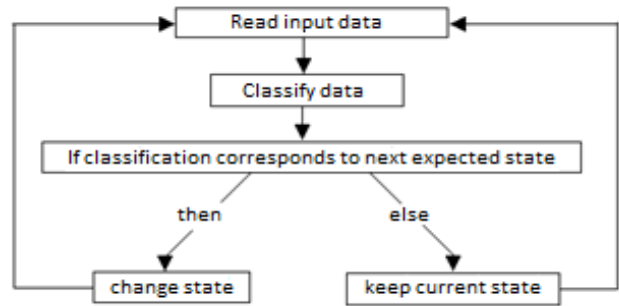 Read input data
Classify data
If classification corresponds to next expected state
then
else
change state
keep current state